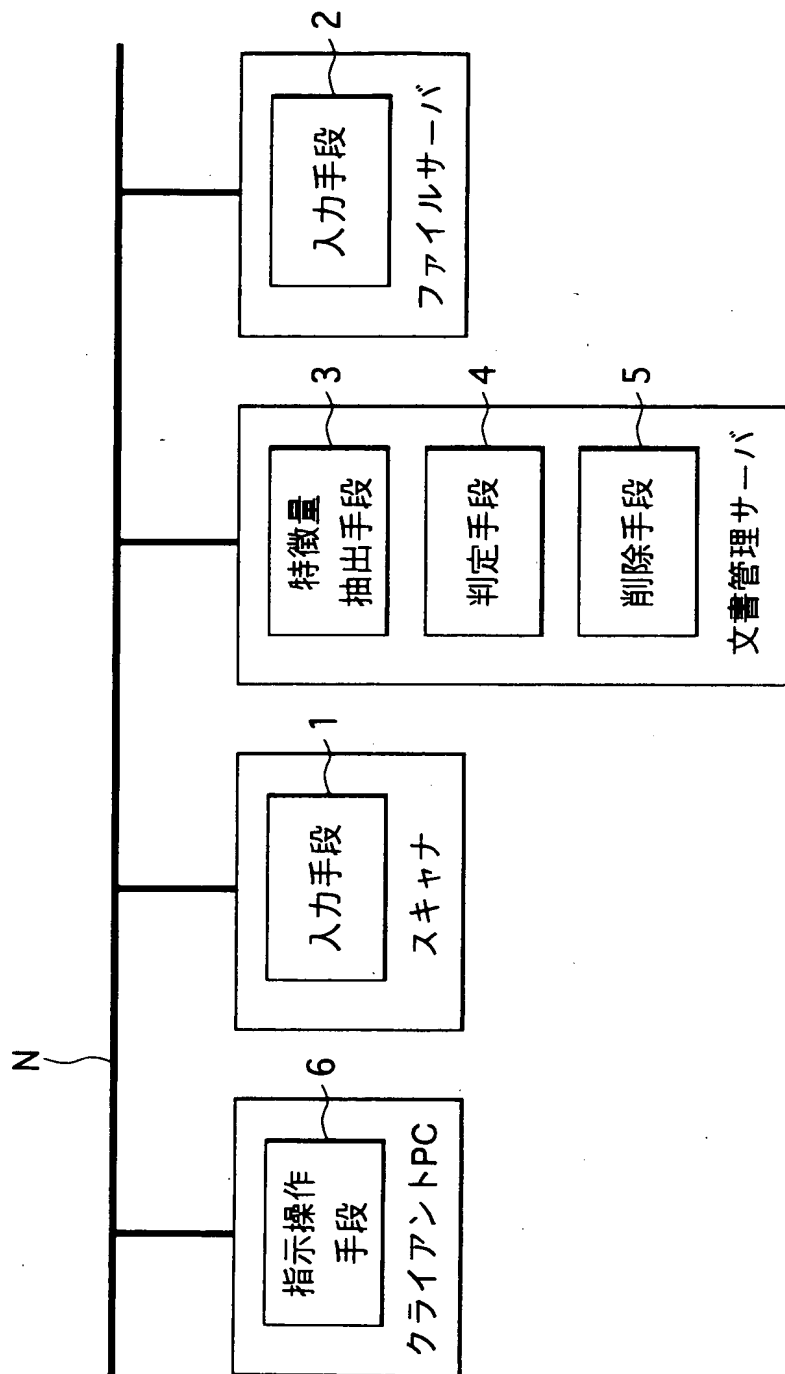 N
指示操作
手段
6
クライアントPC
入力手段
1
スキャナ
特徴量
抽出手段
3
判定手段
4
削除手段
5
文書管理サーバ
入力手段
2
ファイルサーバ